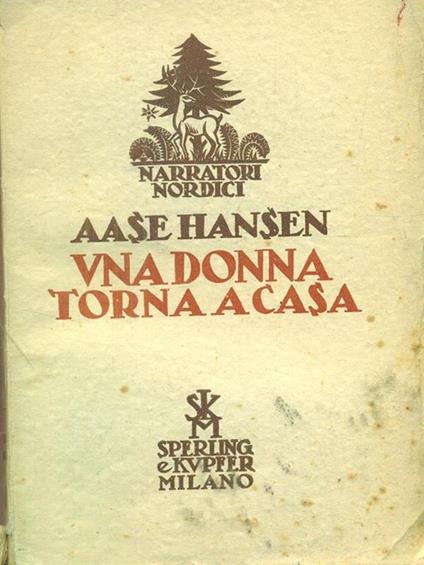 NARRATORI
NORDICI
AASE HANSEN
VNA DONNA
TORNA A CASA
SKM
SPERLING
e KVPFER
MILANO